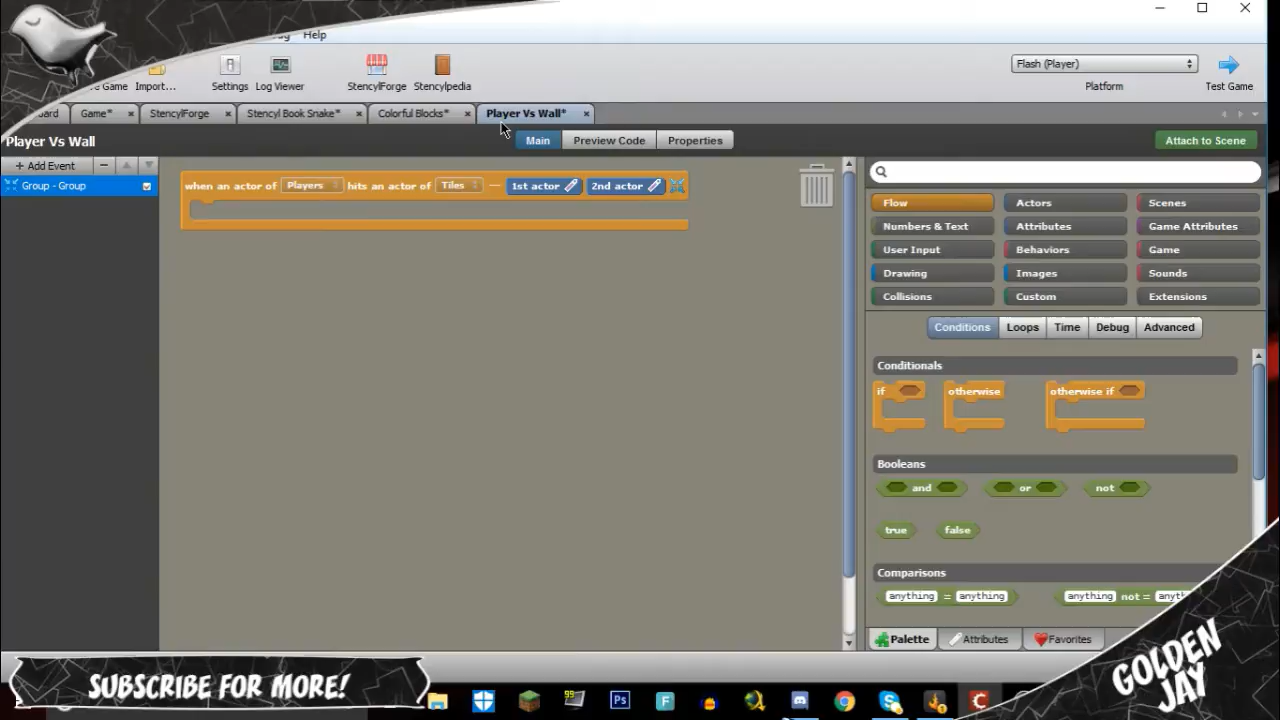 Help
Game
Import...
Settings
Log Viewer
StencylForge
Stencylpedia
Flash (Player)
Platform
Test Game
Game*
StencylForge
Stencyl Book Snake*
Colorful Blocks*
Player Vs Wall*
Player Vs Wall
Main
Preview Code
Properties
Attach to Scene
+ Add Event
Group - Group
when an actor of Players hits an actor of Tiles — 1st actor 2nd actor
Flow
Actors
Scenes
Numbers & Text
Attributes
Game Attributes
User Input
Behaviors
Game
Drawing
Images
Sounds
Collisions
Custom
Extensions
Conditions
Loops
Time
Debug
Advanced
Conditionals
if
otherwise
otherwise if
Booleans
and
or
not
true
false
Comparisons
anything = anything
anything not =
Palette
Attributes
Favorites
SUBSCRIBE FOR MORE!
GOLDEN
JAY
99
Ps
F